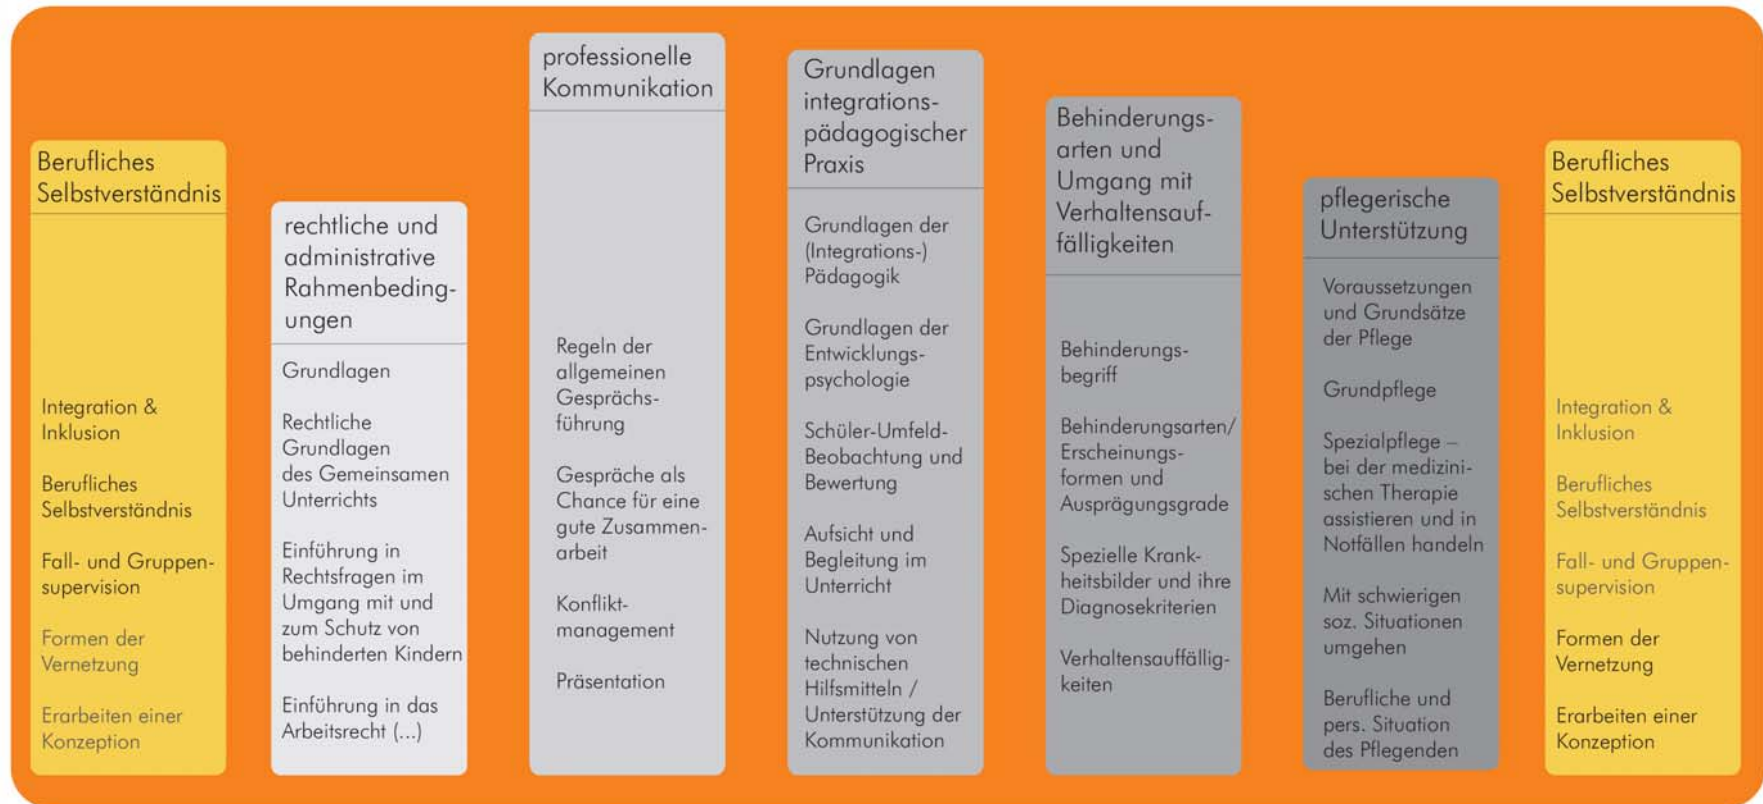 Berufliches
Selbstverständnis
Integration &
Inklusion
Berufliches
Selbstverständnis
Fall- und Gruppen-
supervision
Formen der
Vernetzung
Erarbeiten einer
Konzeption
rechtliche und
administrative
Rahmenbeding-
ungen
Grundlagen
Rechtliche
Grundlagen
des Gemeinsamen
Unterrichts
Einführung in
Rechtsfragen im
Umgang mit und
zum Schutz von
behinderten Kindern
Einführung in das
Arbeitsrecht (...)
professionelle
Kommunikation
Regeln der
allgemeinen
Gesprächs-
führung
Gespräche als
Chance für eine
gute Zusammen-
arbeit
Konflikt-
management
Präsentation
Grundlagen
integrations-
pädagogischer
Praxis
Grundlagen der
(Integrations-)
Pädagogik
Grundlagen der
Entwicklungs-
psychologie
Schüler-Umfeld-
Beobachtung und
Bewertung
Aufsicht und
Begleitung im
Unterricht
Nutzung von
technischen
Hilfsmitteln /
Unterstützung der
Kommunikation
Behinderungs-
arten und
Umgang mit
Verhaltensauf-
fälligkeiten
Behinderungs-
begriff
Behinderungsarten/
Erscheinungs-
formen und
Ausprägungsgrade
Spezielle Krank-
heitsbilder und ihre
Diagnosekriterien
Verhaltensauffällig-
keiten
pflegerische
Unterstützung
Voraussetzungen
und Grundsätze
der Pflege
Grundpflege
Spezialpflege –
bei der medizini-
schen Therapie
assistieren und in
Notfällen handeln
Mit schwierigen
soz. Situationen
umgehen
Berufliche und
pers. Situation
des Pflegenden
Berufliches
Selbstverständnis
Integration &
Inklusion
Berufliches
Selbstverständnis
Fall- und Gruppen-
supervision
Formen der
Vernetzung
Erarbeiten einer
Konzeption